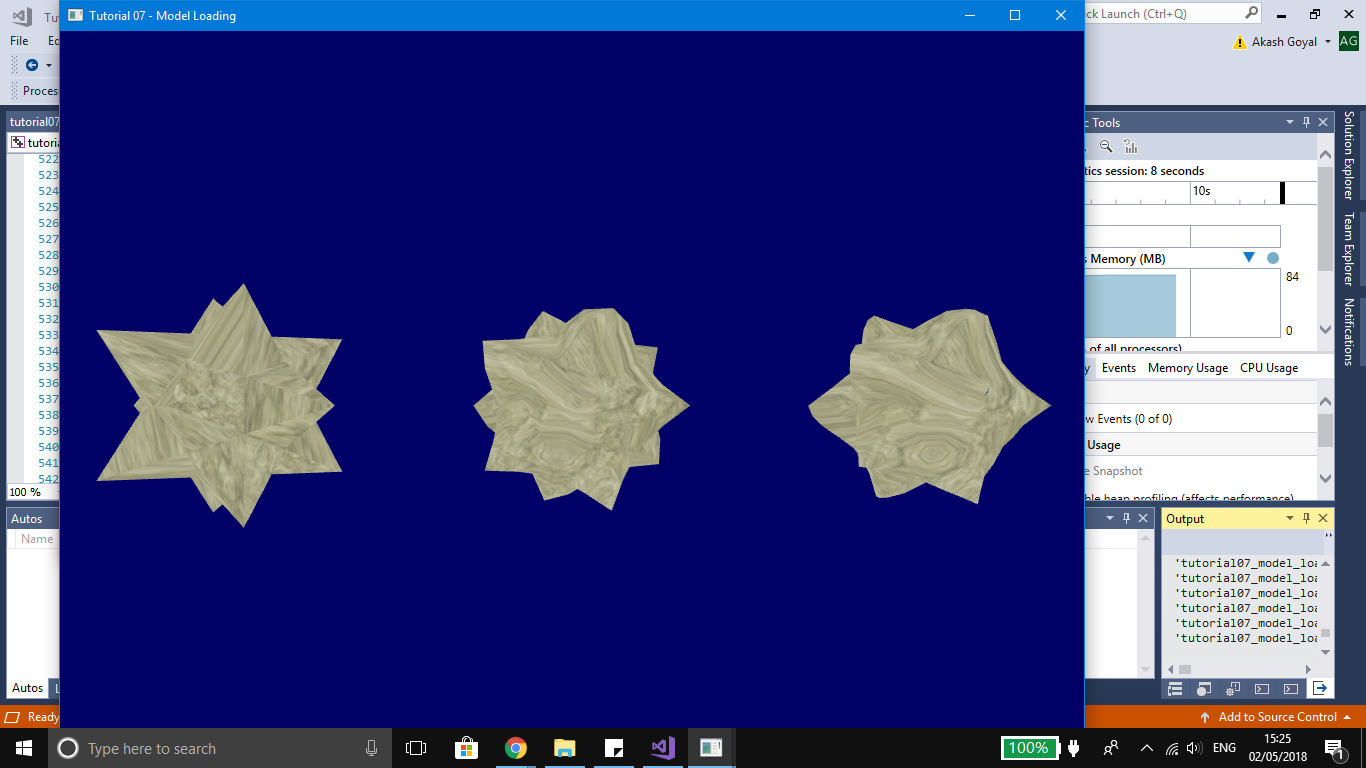 Tutorial 07 - Model Loading
Tu
ck Launch (Ctrl+Q)
File
Akash Goyal
AG
Proces
tutorial07
c Tools
tutoria
522
523
524
525
526
527
528
529
530
531
532
533
534
535
536
537
538
539
540
541
542
100 %
tics session: 8 seconds
10s
s Memory (MB)
84
0
of all processors)
y Events Memory Usage CPU Usage
w Events (0 of 0)
Usage
e Snapshot
ble heap profiling (affects performance)
Solution Explorer
Team Explorer
Notifications
Autos
Name
Autos
Output
'tutorial07_model_loa
'tutorial07_model_loa
'tutorial07_model_loa
'tutorial07_model_loa
'tutorial07_model_loa
'tutorial07_model_loa
Ready
Add to Source Control
Type here to search
100%
ENG
15:25
02/05/2018
1